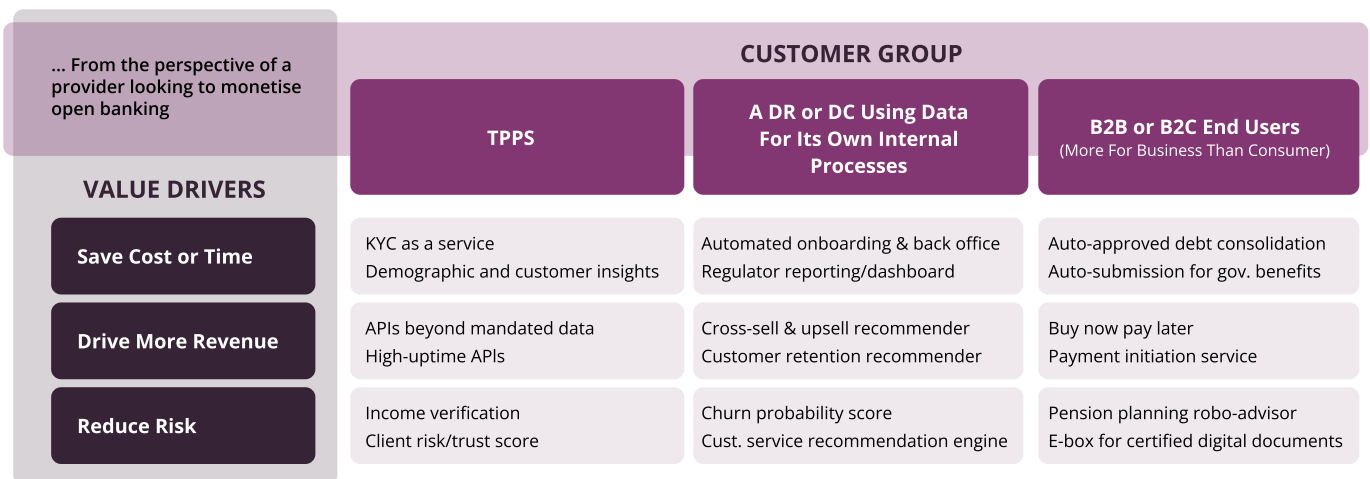 ... From the perspective of a
provider looking to monetise
open banking
CUSTOMER GROUP
TPPS
A DR or DC Using Data
For Its Own Internal
Processes
B2B or B2C End Users
(More For Business Than Consumer)
VALUE DRIVERS
Save Cost or Time
KYC as a service
Demographic and customer insights
Automated onboarding & back office
Regulator reporting/dashboard
Auto-approved debt consolidation
Auto-submission for gov. benefits
Drive More Revenue
APIs beyond mandated data
High-uptime APIs
Cross-sell & upsell recommender
Customer retention recommender
Buy now pay later
Payment initiation service
Reduce Risk
Income verification
Client risk/trust score
Churn probability score
Cust. service recommendation engine
Pension planning robo-advisor
E-box for certified digital documents